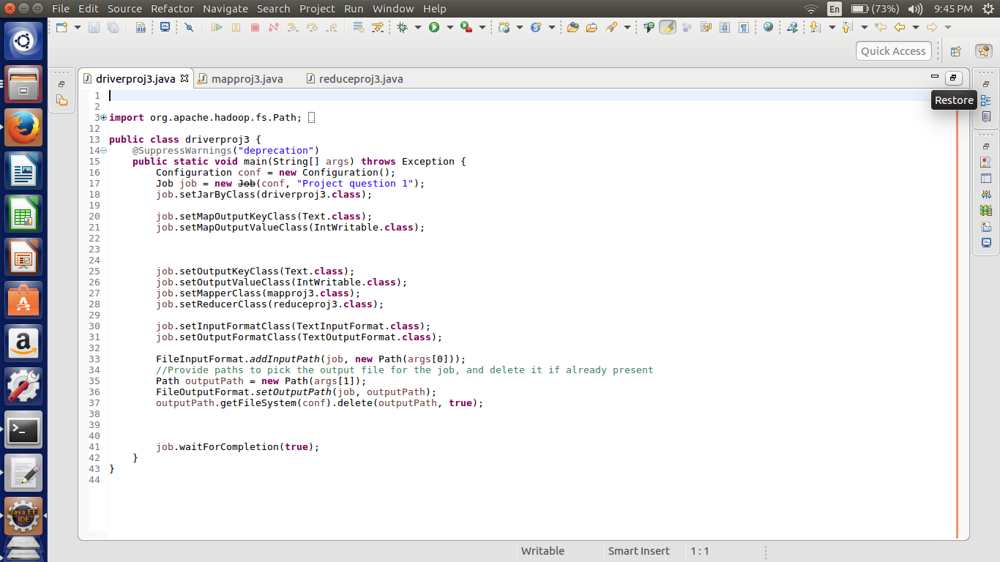 File Edit Source Refactor Navigate Search Project Run Window Help
En (73%) 9:45 PM
010
Quick Access
driverproj3.java mapproj3.java reduceproj3.java
Restore
1
2
3 import org.apache.hadoop.fs.Path;
12
13 public class driverproj3 {
14 @SuppressWarnings("deprecation")
15 public static void main(String[] args) throws Exception {
16 Configuration conf = new Configuration();
17 Job job = new Job(conf, "Project question 1");
18 job.setJarByClass(driverproj3.class);
19
20 job.setMapOutputKeyClass(Text.class);
21 job.setMapOutputValueClass(IntWritable.class);
22
23
24
25 job.setOutputKeyClass(Text.class);
26 job.setOutputValueClass(IntWritable.class);
27 job.setMapperClass(mapproj3.class);
28 job.setReducerClass(reduceproj3.class);
29
30 job.setInputFormatClass(TextInputFormat.class);
31 job.setOutputFormatClass(TextOutputFormat.class);
32
33 FileInputFormat.addInputPath(job, new Path(args[0]));
34 //Provide paths to pick the output file for the job, and delete it if already present
35 Path outputPath = new Path(args[1]);
36 FileOutputFormat.setOutputPath(job, outputPath);
37 outputPath.getFileSystem(conf).delete(outputPath, true);
38
39
40
41 job.waitForCompletion(true);
42 }
43 }
44
Java EE
IDE
Writable Smart Insert 1 : 1